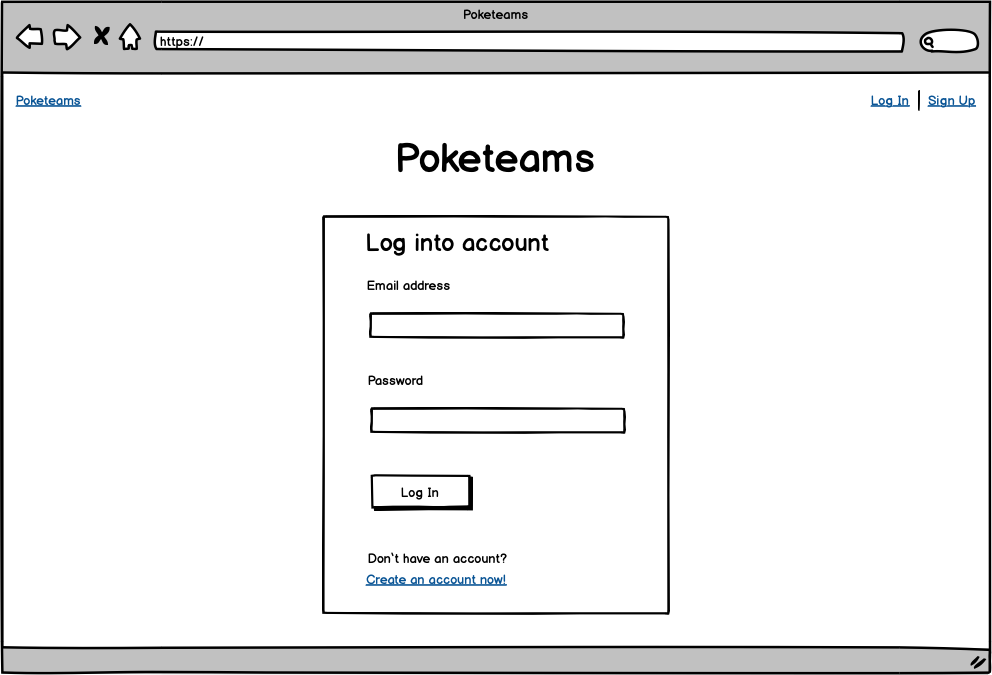 Poketeams
https://
Poketeams
Log In
Sign Up
Poketeams
Log into account
Email address
Password
Log In
Don't have an account?
Create an account now!